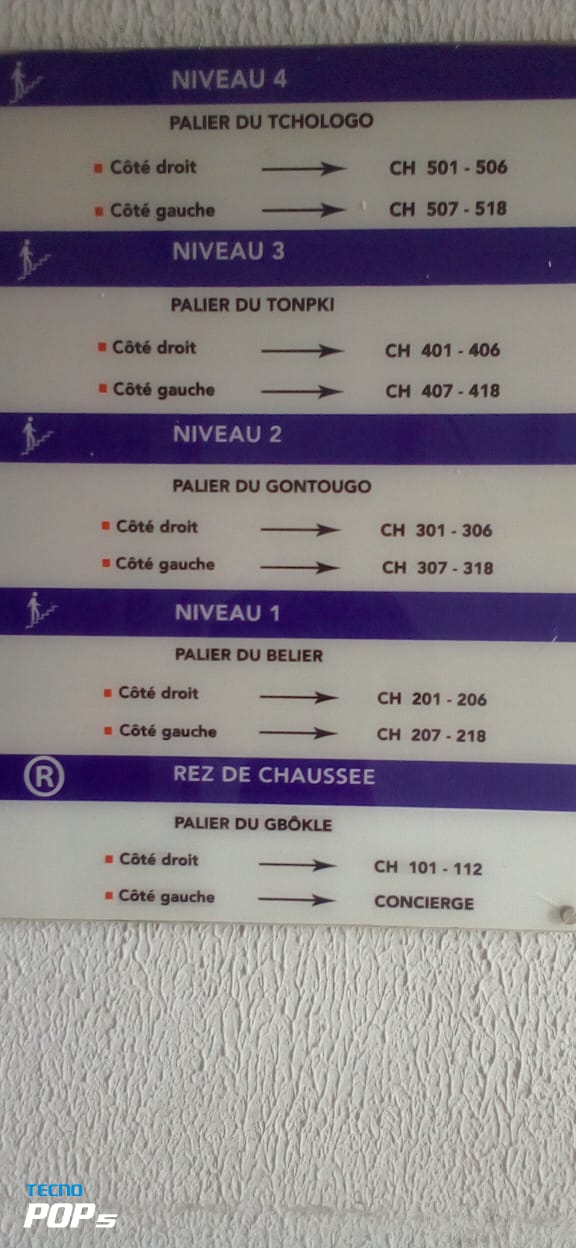 NIVEAU 4
PALIER DU TCHOLOGO
Côté droit CH 501 - 506
Côté gauche CH 507 - 518
NIVEAU 3
PALIER DU TONPKI
Côté droit CH 401 - 406
Côté gauche CH 407 - 418
NIVEAU 2
PALIER DU GONTOUGO
Côté droit CH 301 - 306
Côté gauche CH 307 - 318
NIVEAU 1
PALIER DU BELIER
Côté droit CH 201 - 206
Côté gauche CH 207 - 218
R REZ DE CHAUSSEE
PALIER DU GBÔKLE
Côté droit CH 101 - 112
Côté gauche CONCIERGE
TECNO
POP5